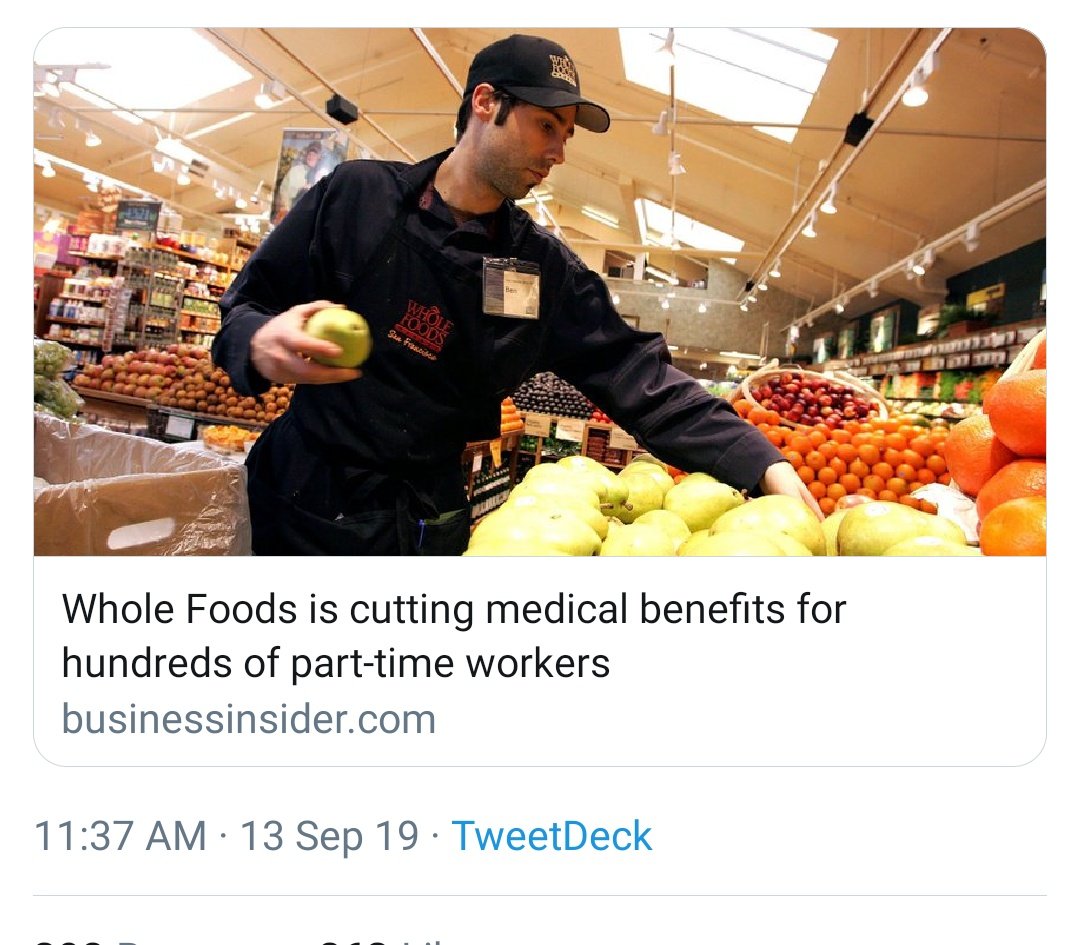 WHOLE
FOODS
Ben
WHOLE
FOODS
San Francisco
Whole Foods is cutting medical benefits for
hundreds of part-time workers
businessinsider.com
11:37 AM · 13 Sep 19 · TweetDeck